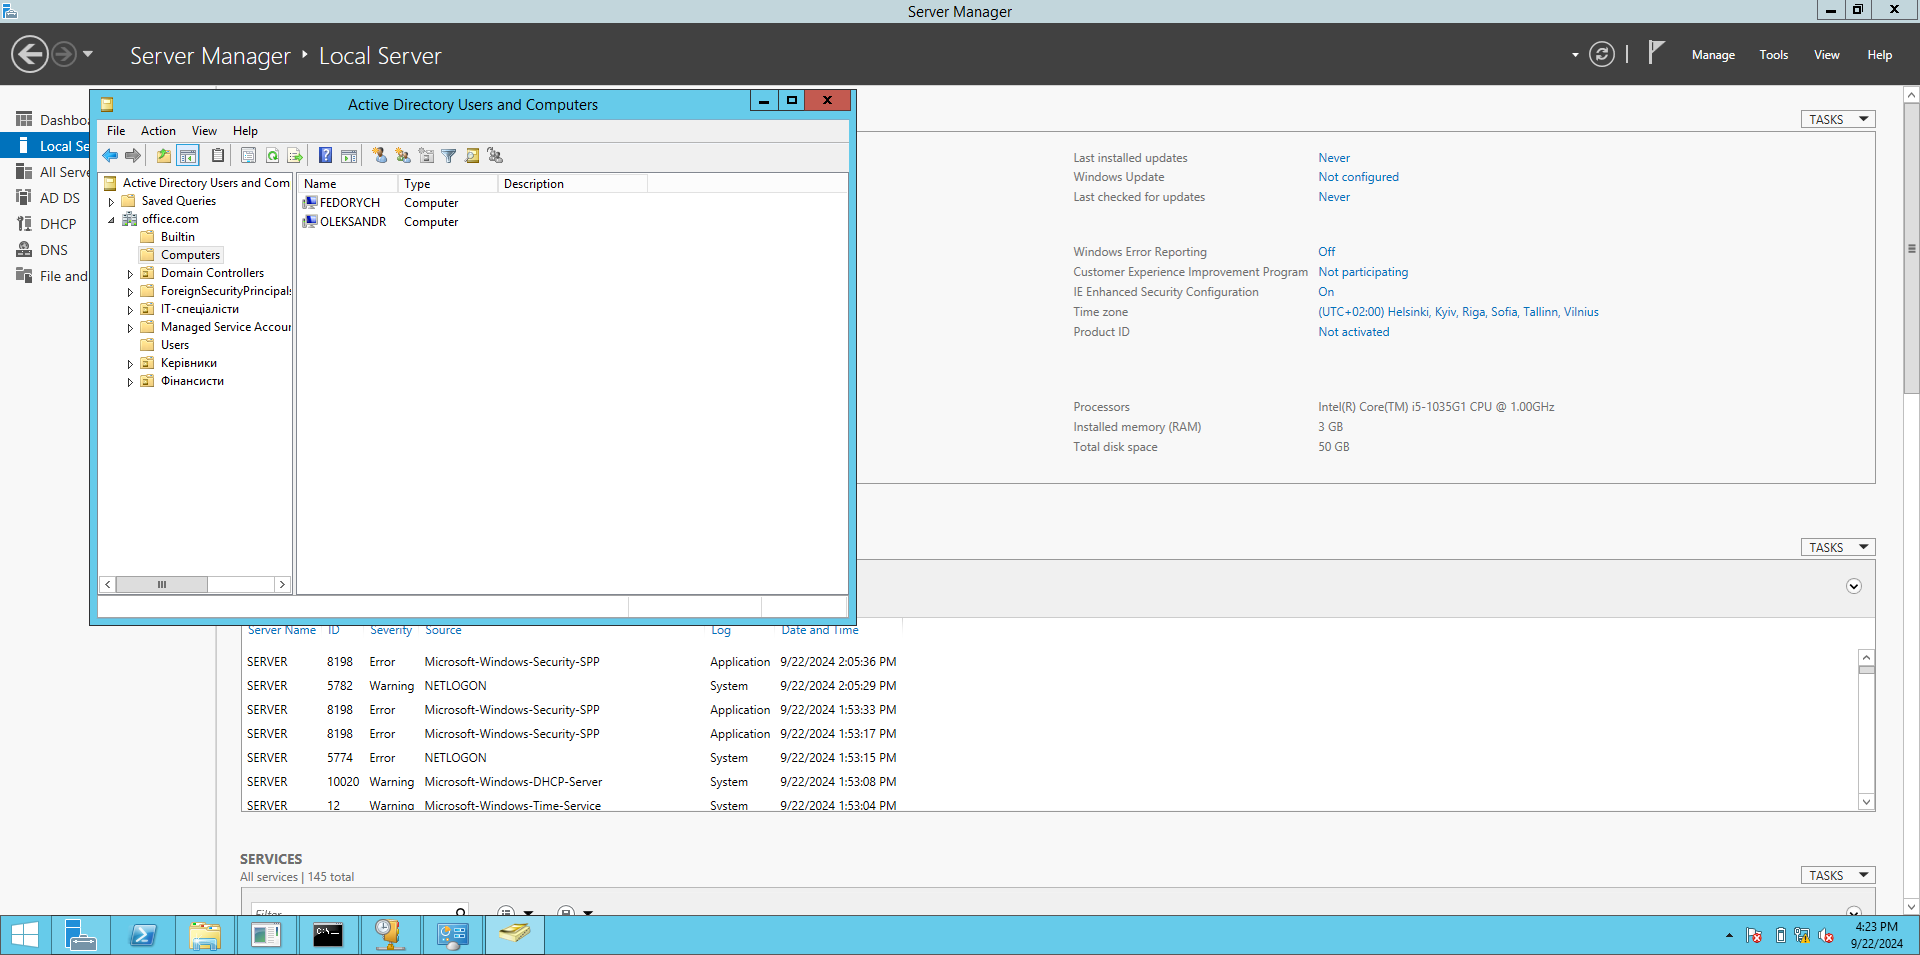 Server Manager
Server Manager ‣ Local Server
Manage Tools View Help
Dashbo
Local Se
All Serve
AD DS
DHCP
DNS
File and
Active Directory Users and Computers
File Action View Help
Active Directory Users and Com
Saved Queries
office.com
Builtin
Computers
Domain Controllers
ForeignSecurityPrincipals
ІТ-спеціалісти
Managed Service Accoun
Users
Керівники
Фінансисти
Name Type Description
FEDORYCH Computer
OLEKSANDR Computer
TASKS
Last installed updates Never
Windows Update Not configured
Last checked for updates Never
Windows Error Reporting Off
Customer Experience Improvement Program Not participating
IE Enhanced Security Configuration On
Time zone (UTC+02:00) Helsinki, Kyiv, Riga, Sofia, Tallinn, Vilnius
Product ID Not activated
Processors Intel(R) Core(TM) i5-1035G1 CPU @ 1.00GHz
Installed memory (RAM) 3 GB
Total disk space 50 GB
TASKS
Server Name ID Severity Source Log Date and Time
SERVER 8198 Error Microsoft-Windows-Security-SPP Application 9/22/2024 2:05:36 PM
SERVER 5782 Warning NETLOGON System 9/22/2024 2:05:29 PM
SERVER 8198 Error Microsoft-Windows-Security-SPP Application 9/22/2024 1:53:33 PM
SERVER 8198 Error Microsoft-Windows-Security-SPP Application 9/22/2024 1:53:17 PM
SERVER 5774 Error NETLOGON System 9/22/2024 1:53:15 PM
SERVER 10020 Warning Microsoft-Windows-DHCP-Server System 9/22/2024 1:53:08 PM
SERVER 12 Warning Microsoft-Windows-Time-Service System 9/22/2024 1:53:04 PM
SERVICES
All services | 145 total
TASKS
Filter
4:23 PM
9/22/2024